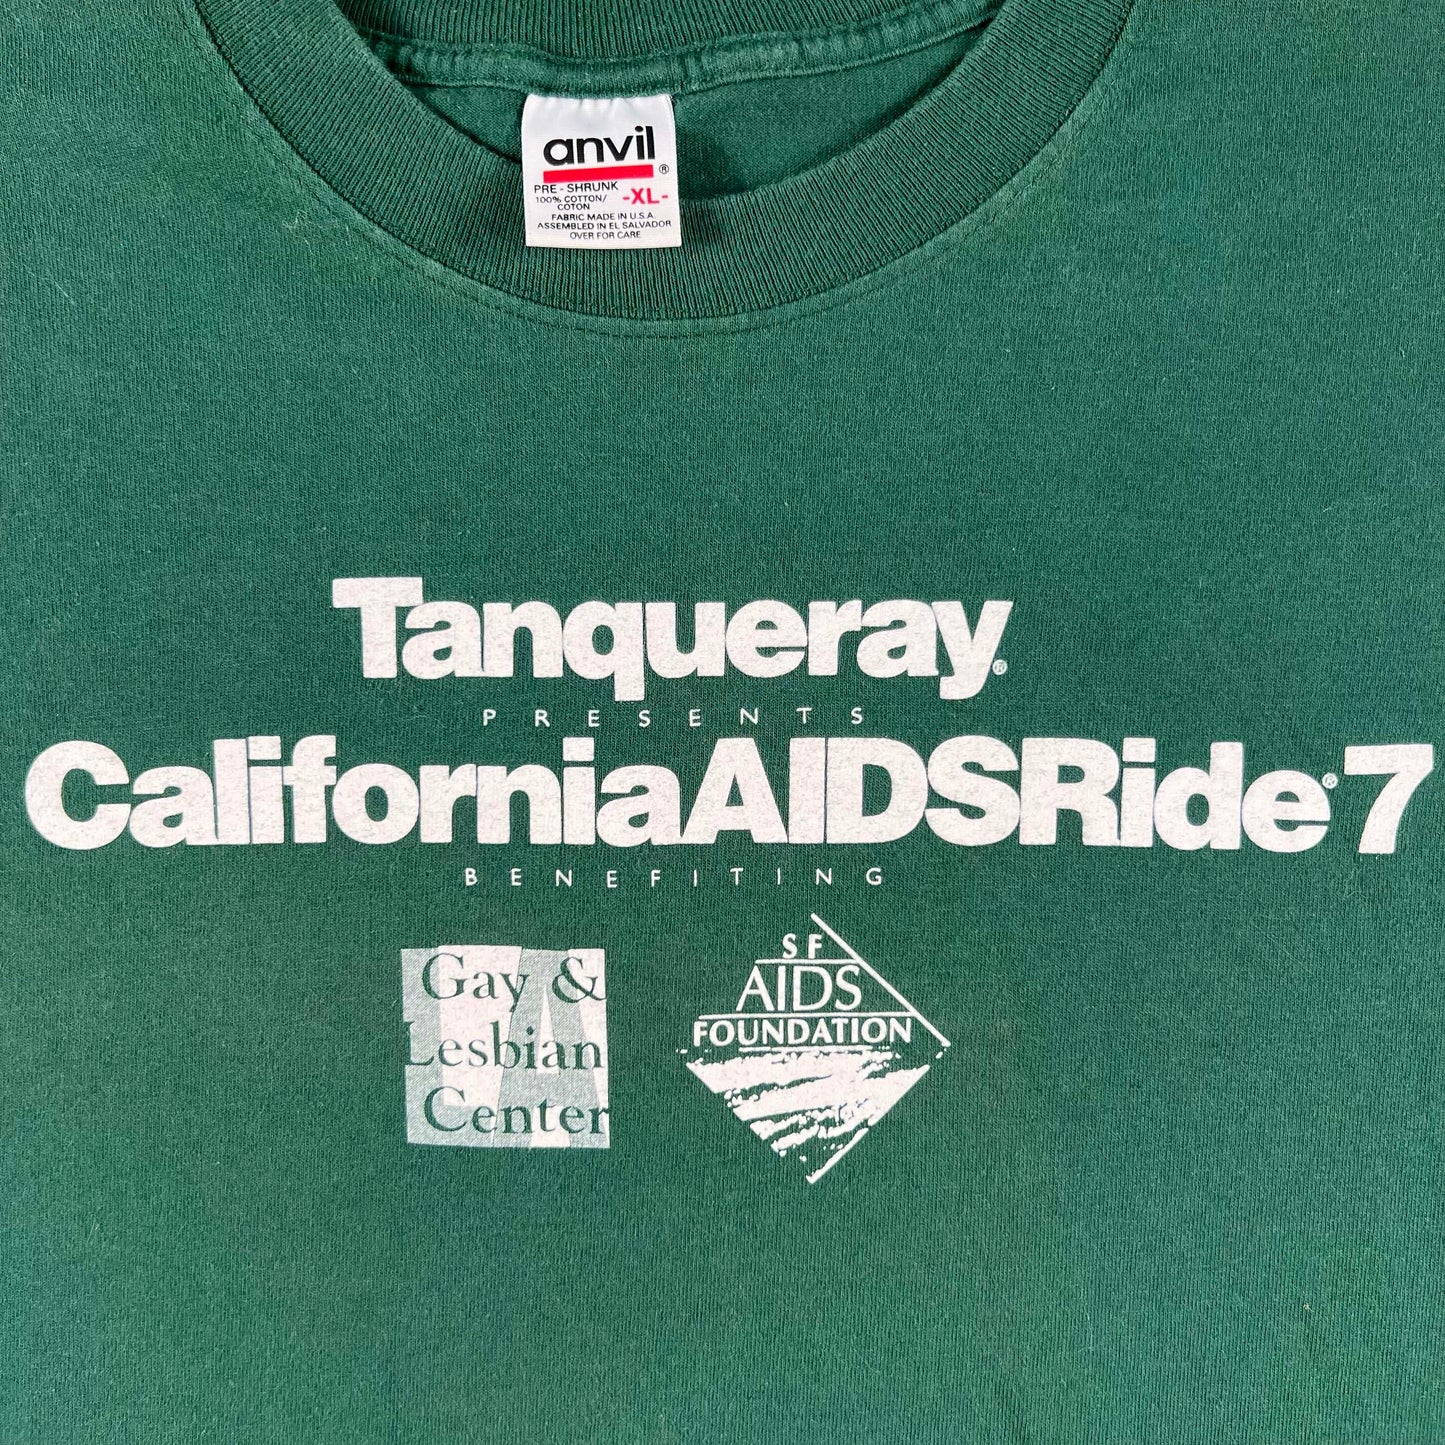 anvil®
PRE - SHRUNK
100% COTTON/
COTON
-XL-
FABRIC MADE IN U.S.A.
ASSEMBLED IN EL SALVADOR
OVER FOR CARE
Tanqueray®
PRESENTS
CaliforniaAIDSRide®7
BENEFITING
LA
Gay &
Lesbian
Center
SF
AIDS
FOUNDATION